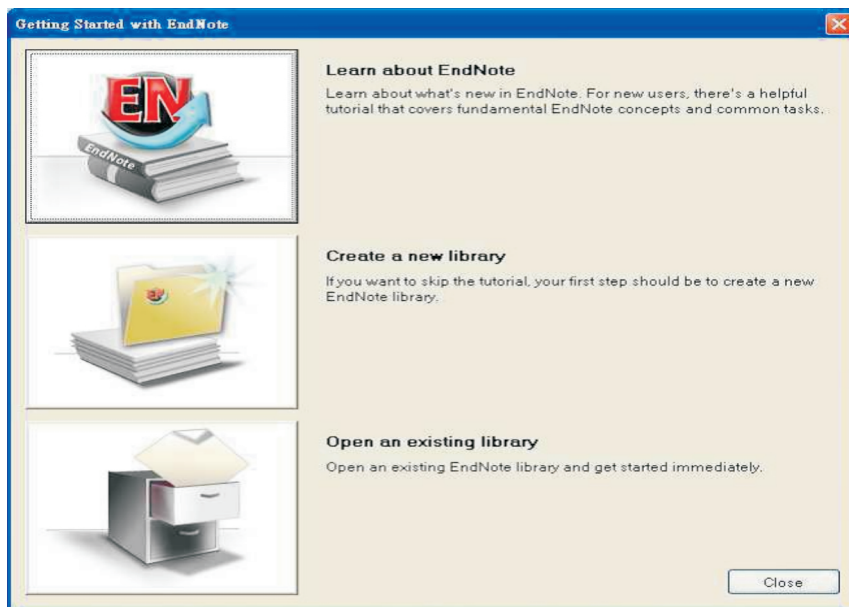 Getting Started with EndNote
EN
EndNote
Learn about EndNote
Learn about what's new in EndNote. For new users, there's a helpful
tutorial that covers fundamental EndNote concepts and common tasks.
EN
Create a new library
If you want to skip the tutorial, your first step should be to create a new
EndNote library.
Open an existing library
Open an existing EndNote library and get started immediately.
Close